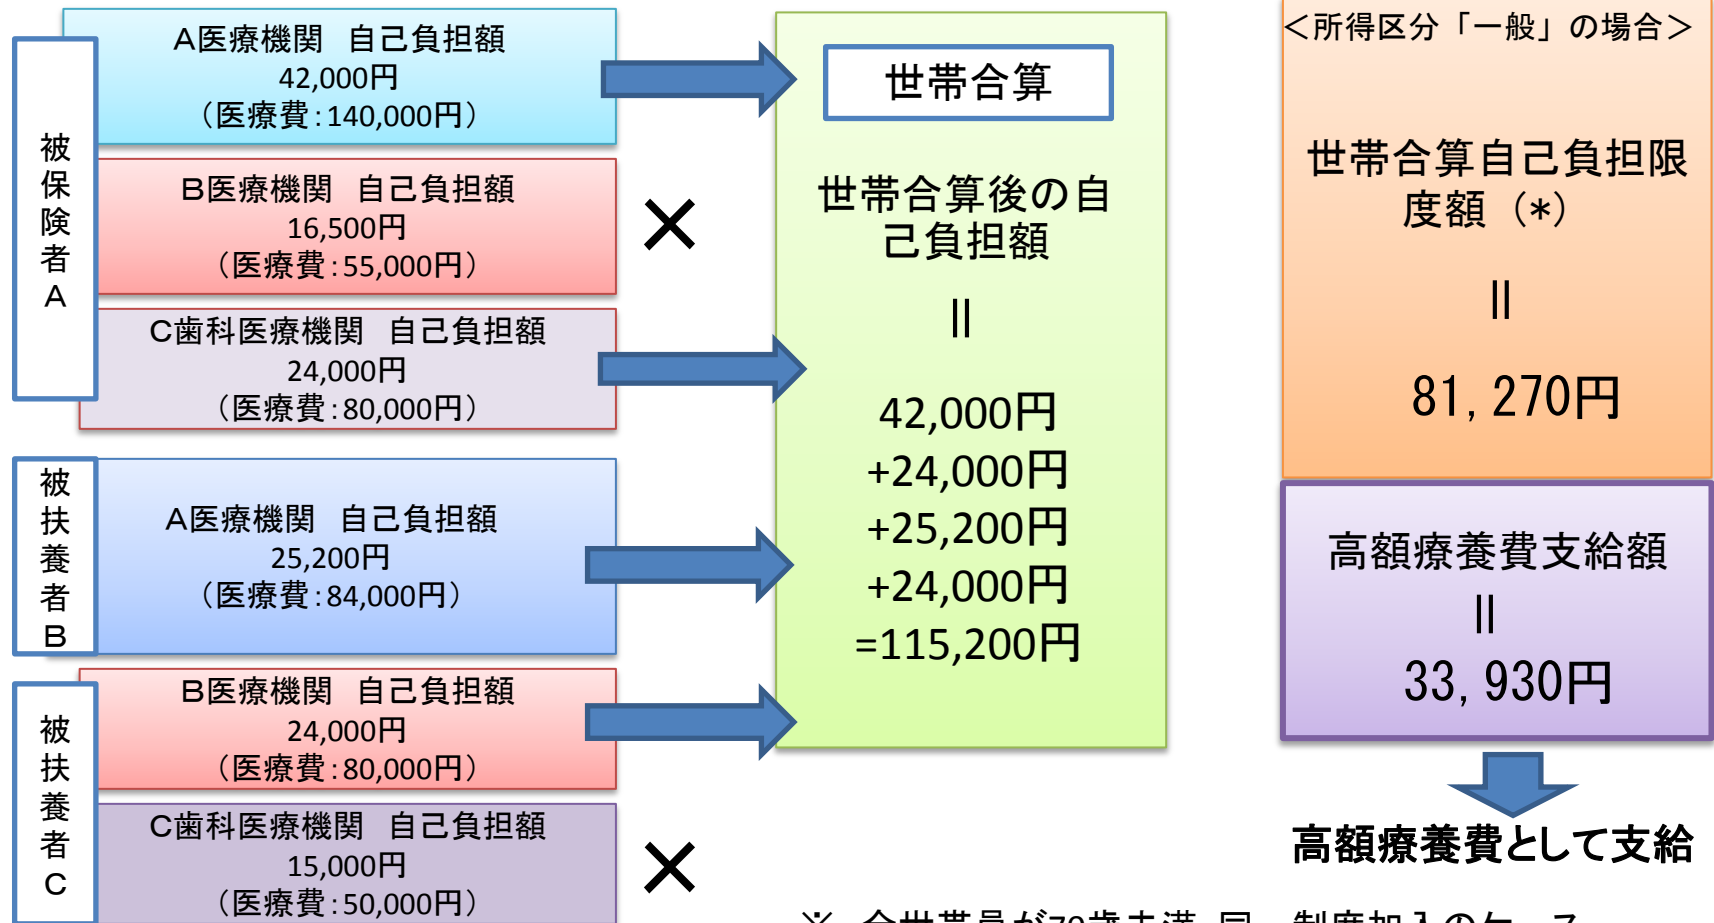 被保険者A
A医療機関　自己負担額
42,000円
（医療費：140,000円）
B医療機関　自己負担額
16,500円
（医療費：55,000円）
×
C歯科医療機関　自己負担額
24,000円
（医療費：80,000円）
被扶養者B
A医療機関　自己負担額
25,200円
（医療費：84,000円）
被扶養者C
B医療機関　自己負担額
24,000円
（医療費：80,000円）
C歯科医療機関　自己負担額
15,000円
（医療費：50,000円）
×
世帯合算
世帯合算後の自
己負担額
＝
42,000円
+24,000円
+25,200円
+24,000円
=115,200円
＜所得区分「一般」の場合＞
世帯合算自己負担限
度額（*）
＝
81,270円
高額療養費支給額
＝
33,930円
高額療養費として支給